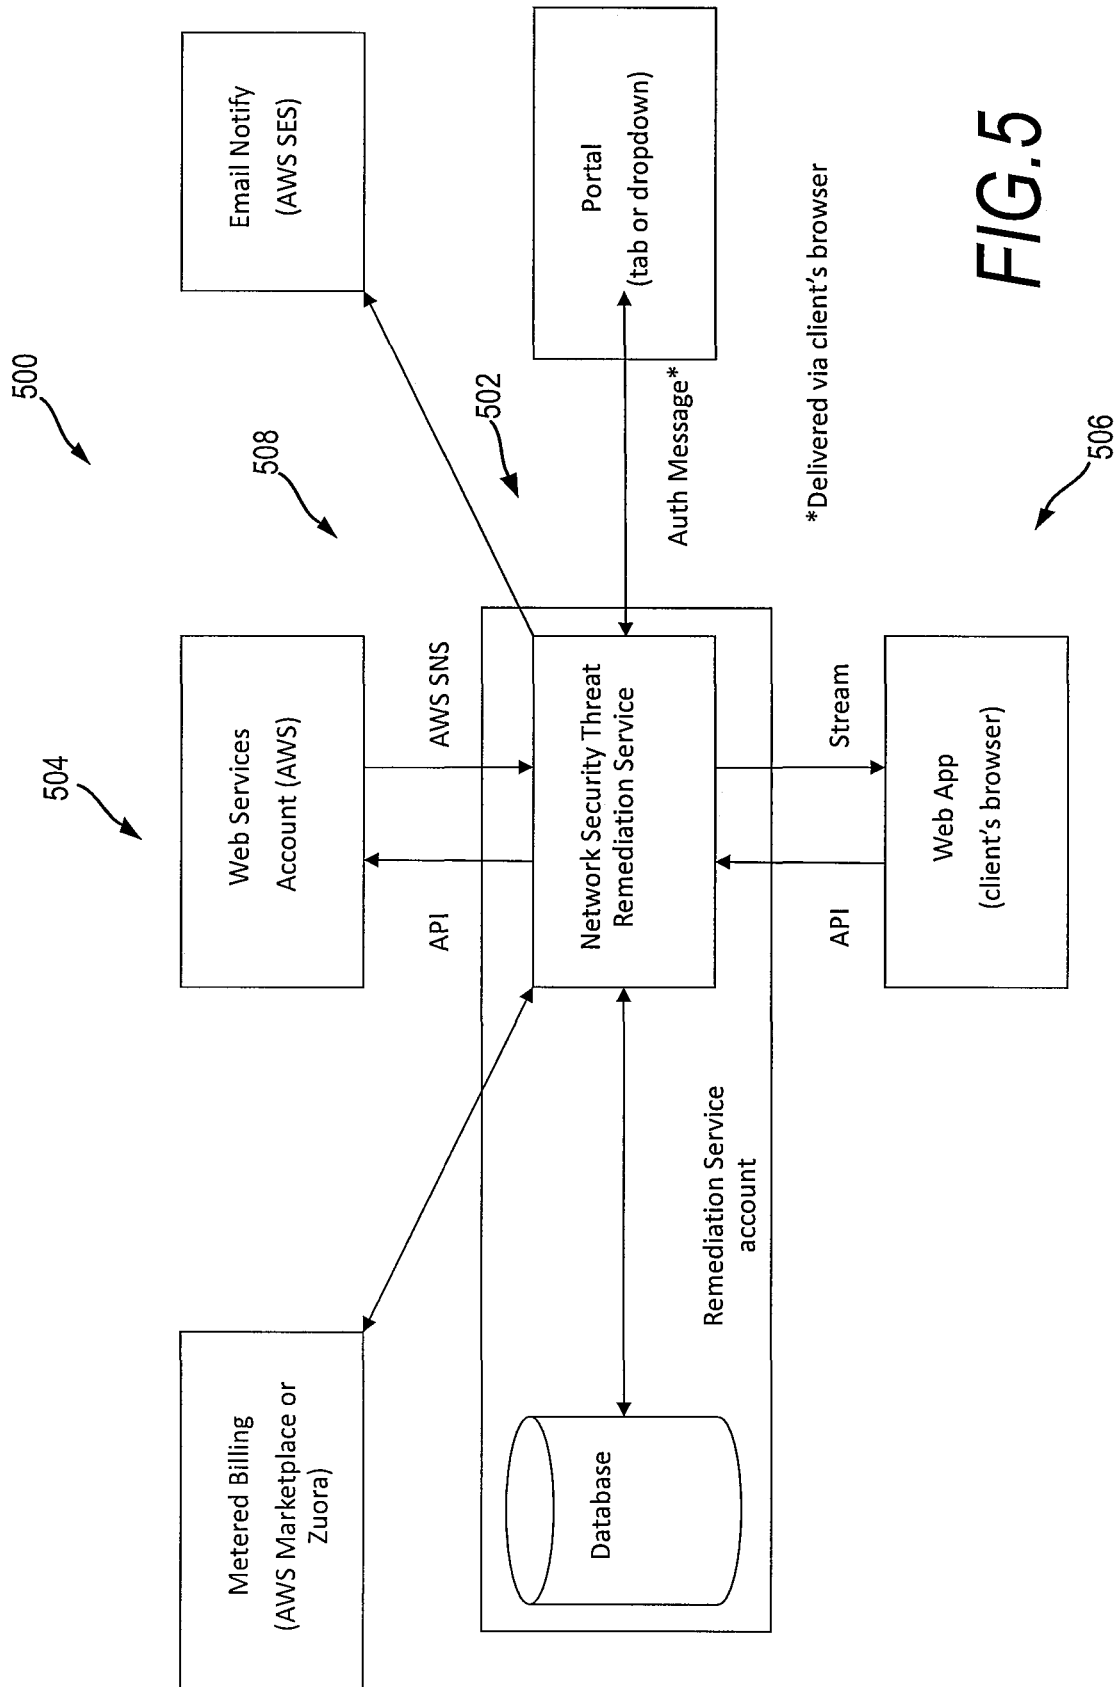 500
504
508
502
506
Metered Billing
(AWS Marketplace or
Zuora)
Web Services
Account (AWS)
Email Notify
(AWS SES)
API
AWS SNS
Database
Remediation Service
account
Network Security Threat
Remediation Service
Auth Message*
Portal
(tab or dropdown)
API
Stream
*Delivered via client's browser
Web App
(client's browser)
FIG.5